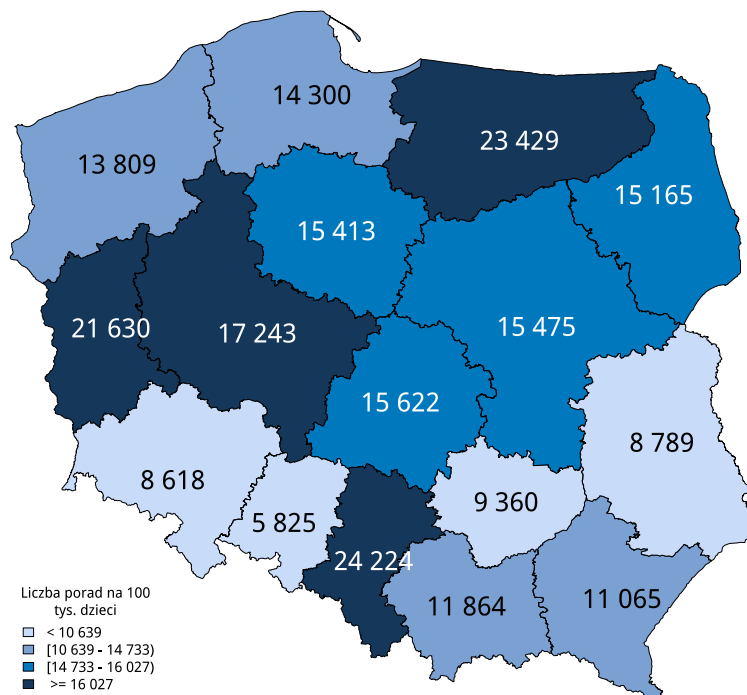 14 300
23 429
13 809
15 165
15 413
21 630
17 243
15 475
15 622
8 789
8 618
9 360
5 825
24 224
11 864
11 065
Liczba porad na 100
tys. dzieci
< 10 639
[10 639 - 14 733)
[14 733 - 16 027)
>= 16 027